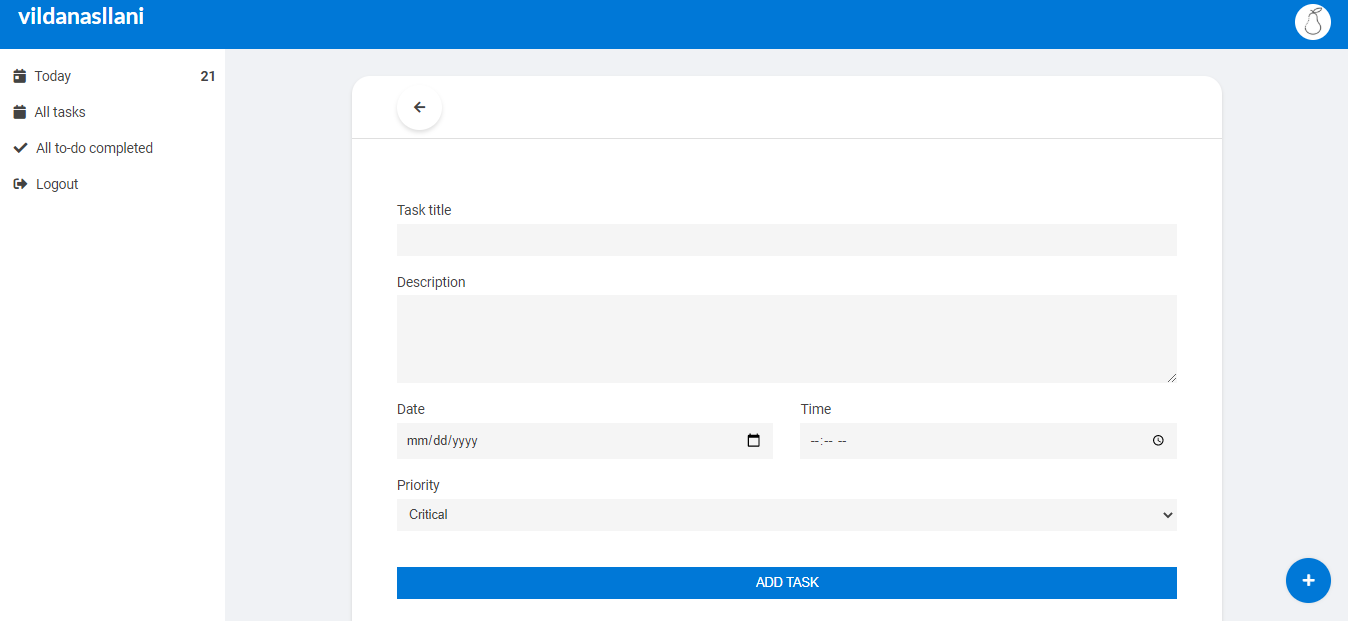 vildanasllani
Today 21
All tasks
All to-do completed
Logout
Task title
Description
Date Time
mm/dd/yyyy --:-- --
Priority
Critical
ADD TASK
+